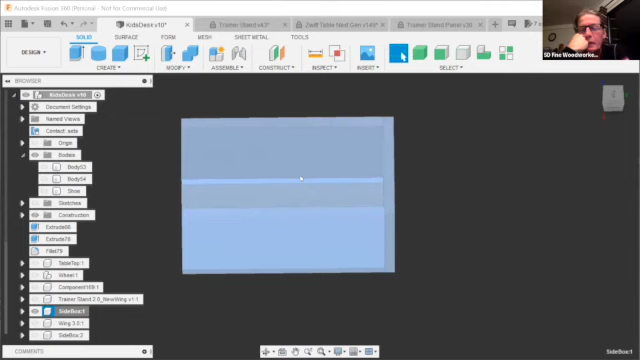 Autodesk Fusion 360 (Personal - Not for Commercial Use)
KidsDesk v10*
Trainer Stand v43*
Zwift Table Next Gen v149*
Trainer Stand Panel v36
SOLID
SURFACE
MESH
SHEET METAL
TOOLS
DESIGN
CREATE
MODIFY
ASSEMBLE
CONSTRUCT
INSPECT
INSERT
SELECT
5D Fine Woodworke...
BROWSER
KidsDesk v10
Document Settings
Named Views
Contact: sets
Origin
Bodies
Body53
Body54
Shoe
Sketches
Construction
Extrude66
Extrude78
Fillet79
TableTop:1
Wheel:1
Component169:1
Trainer Stand 2.0_NewWing v1:1
SideBox:1
Wing 3.0:1
SideBox:2
COMMENTS
SideBox:1